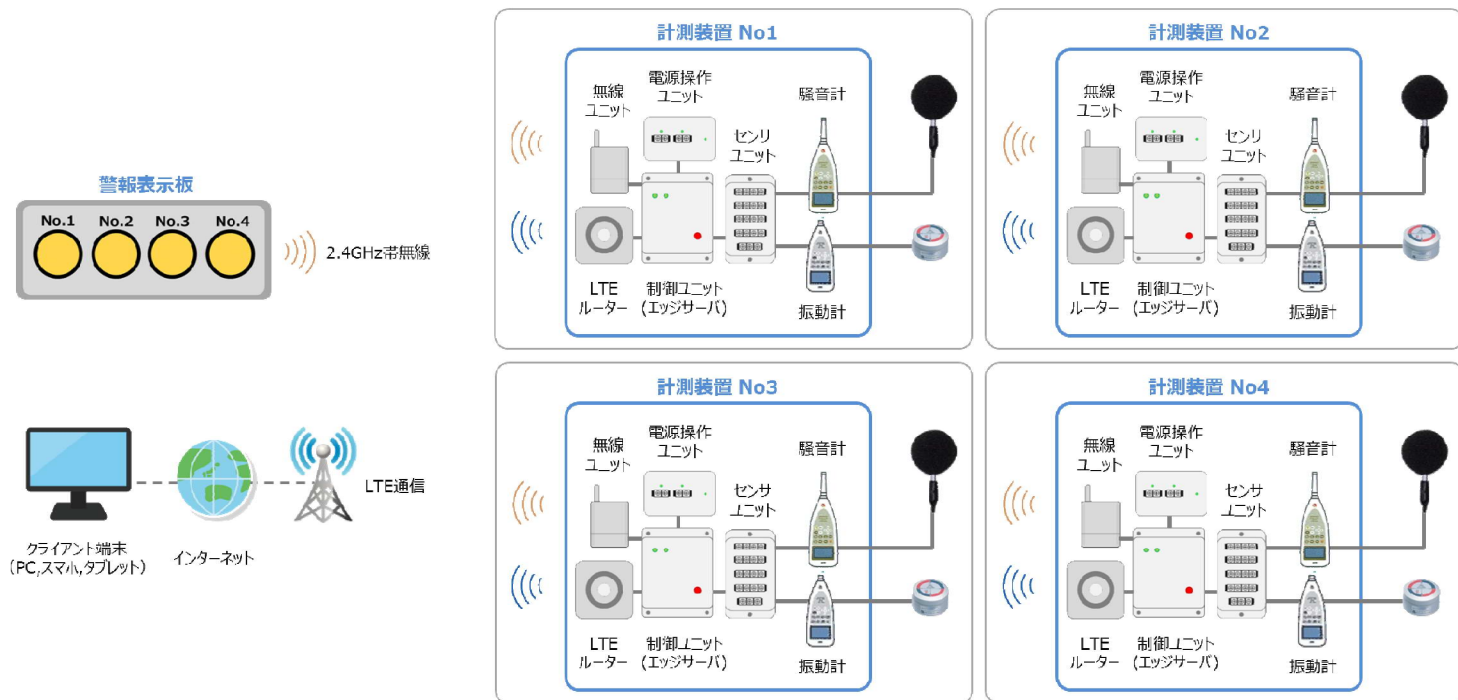 警報表示板
No.1
No.2
No.3
No.4
2.4GHz帯無線
クライアント端末
(PC,スマホ,タブレット)
インターネット
LTE通信
計測装置 No1
無線
ユニット
電源操作
ユニット
センリ
ユニット
騒音計
LTE
ルーター
制御ユニット
(エッジサーバ)
振動計
計測装置 No2
無線
ユニット
電源操作
ユニット
センリ
ユニット
騒音計
LTE
ルーター
制御ユニット
(エッジサーバ)
振動計
計測装置 No3
無線
ユニット
電源操作
ユニット
センサ
ユニット
騒音計
LTE
ルーター
制御ユニット
(エッジサーバ)
振動計
計測装置 No4
無線
ユニット
電源操作
ユニット
センサ
ユニット
騒音計
LTE
ルーター
制御ユニット
(エッジサーバ)
振動計